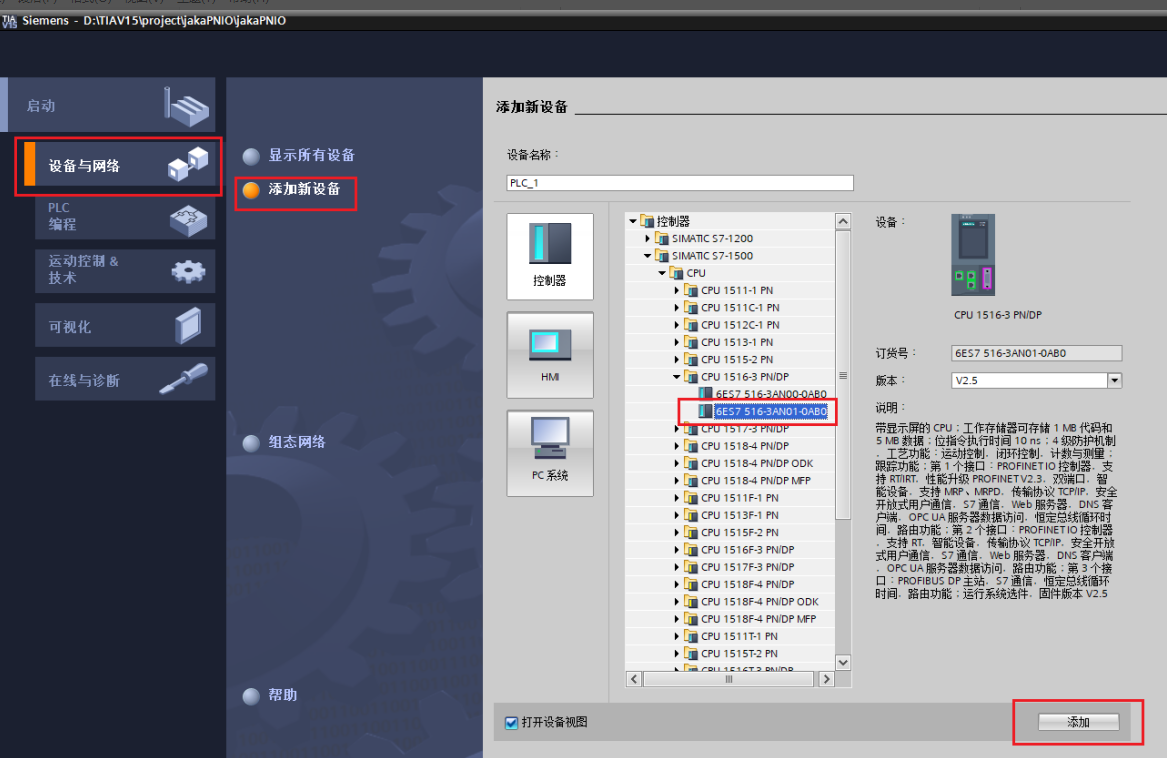 Siemens - D:\TIAV15\project\jakaPNIO\jakaPNIO
启动
设备与网络
PLC
编程
运动控制 &
技术
可视化
在线与诊断
显示所有设备
添加新设备
组态网络
帮助
添加新设备
设备名称：
PLC_1
控制器
HMI
PC 系统
控制器
SIMATIC S7-1200
SIMATIC S7-1500
CPU
CPU 1511-1 PN
CPU 1511C-1 PN
CPU 1512C-1 PN
CPU 1513-1 PN
CPU 1515-2 PN
CPU 1516-3 PN/DP
6ES7 516-3AN00-0AB0
6ES7 516-3AN01-0AB0
CPU 1517-3 PN/DP
CPU 1518-4 PN/DP
CPU 1518-4 PN/DP ODK
CPU 1518-4 PN/DP MFP
CPU 1511F-1 PN
CPU 1513F-1 PN
CPU 1515F-2 PN
CPU 1516F-3 PN/DP
CPU 1517F-3 PN/DP
CPU 1518F-4 PN/DP
CPU 1518F-4 PN/DP ODK
CPU 1518F-4 PN/DP MFP
CPU 1511T-1 PN
CPU 1515T-2 PN
CPU 1516T-3 PN/DP
设备：
CPU 1516-3 PN/DP
订货号：
6ES7 516-3AN01-0AB0
版本：
V2.5
说明：
带显示屏的 CPU；工作存储器可存储 1 MB 代码和
5 MB 数据；位指令执行时间 10 ns；4 级防护机制
，工艺功能：运动控制，闭环控制，计数与测量；
跟踪功能；第 1 个接口：PROFINET IO 控制器，支
持 RT/IRT，性能升级 PROFINET V2.3，双端口，智
能设备，支持 MRP、MRPD，传输协议 TCP/IP，安全
开放式用户通信，S7 通信，Web 服务器，DNS 客
户端，OPC UA 服务器数据访问，恒定总线循环时
间，路由功能；第 2 个接口：PROFINET IO 控制器
，支持 RT，智能设备，传输协议 TCP/IP，安全开放
式用户通信，S7 通信，Web 服务器，DNS 客户端
，OPC UA 服务器数据访问，路由功能；第 3 个接
口：PROFIBUS DP 主站，S7 通信，恒定总线循环
时间，路由功能；运行系统选件，固件版本 V2.5
打开设备视图
添加